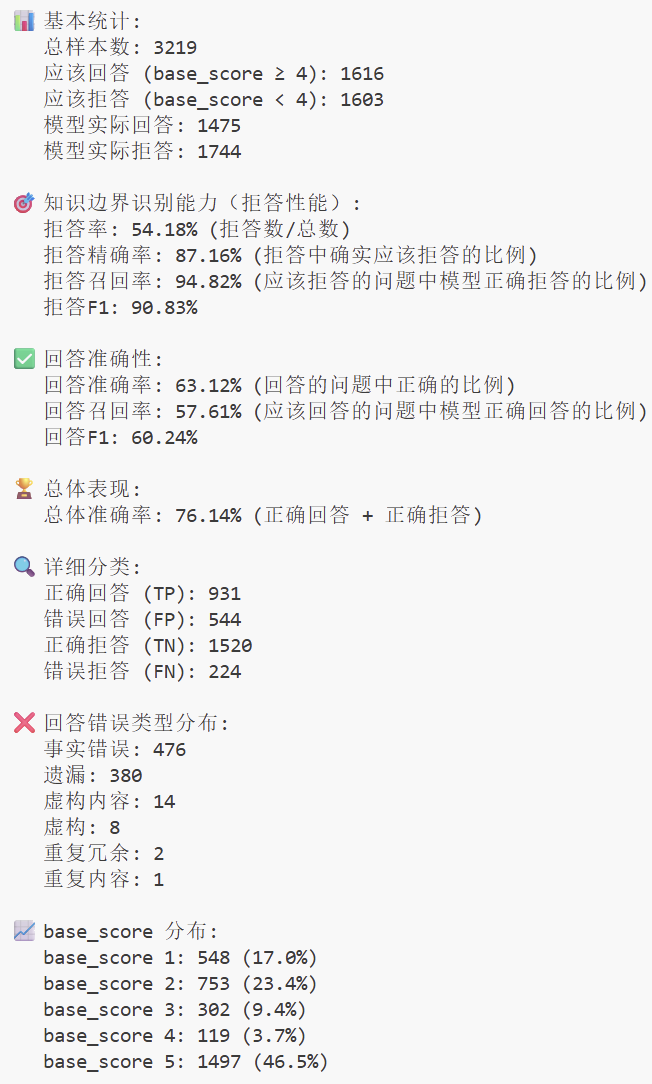 📊 基本统计:
总样本数: 3219
应该回答 (base_score ≥ 4): 1616
应该拒答 (base_score < 4): 1603
模型实际回答: 1475
模型实际拒答: 1744
🎯 知识边界识别能力（拒答性能）:
拒答率: 54.18% (拒答数/总数)
拒答精确率: 87.16% (拒答中确实应该拒答的比例)
拒答召回率: 94.82% (应该拒答的问题中模型正确拒答的比例)
拒答F1: 90.83%
✅ 回答准确性:
回答准确率: 63.12% (回答的问题中正确的比例)
回答召回率: 57.61% (应该回答的问题中模型正确回答的比例)
回答F1: 60.24%
🏆 总体表现:
总体准确率: 76.14% (正确回答 + 正确拒答)
🔍 详细分类:
正确回答 (TP): 931
错误回答 (FP): 544
正确拒答 (TN): 1520
错误拒答 (FN): 224
❌ 回答错误类型分布:
事实错误: 476
遗漏: 380
虚构内容: 14
虚构: 8
重复冗余: 2
重复内容: 1
📈 base_score 分布:
base_score 1: 548 (17.0%)
base_score 2: 753 (23.4%)
base_score 3: 302 (9.4%)
base_score 4: 119 (3.7%)
base_score 5: 1497 (46.5%)